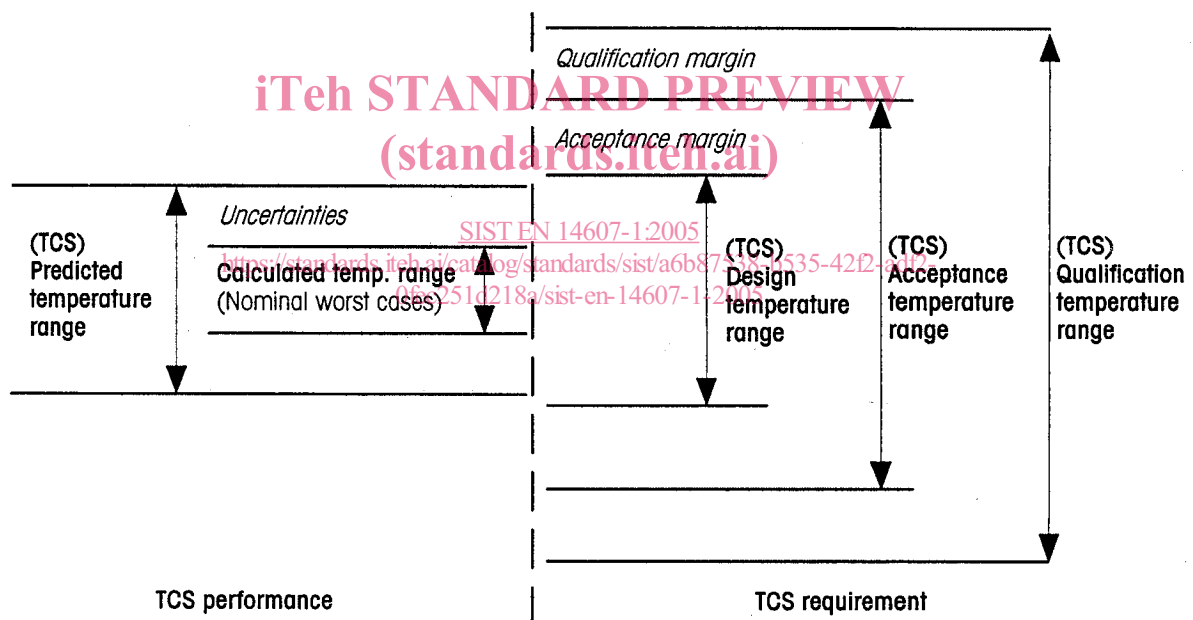 Qualification margin
iTeh STANDARD PREVIEW
Acceptance margin
(standards.iteh.ai)
Uncertainties
SIST EN 14607-1:2005
(TCS)
Predicted
temperature
range
https://standards.iteh.ai/catalog/standards/sist/a6b87538-b535-42f2-adf2-
Calculated temp. range
(Nominal worst cases)
0fec251d218a/sist-en-14607-1-2005
(TCS)
Design
temperature
range
(TCS)
Acceptance
temperature
range
(TCS)
Qualification
temperature
range
TCS performance
TCS requirement